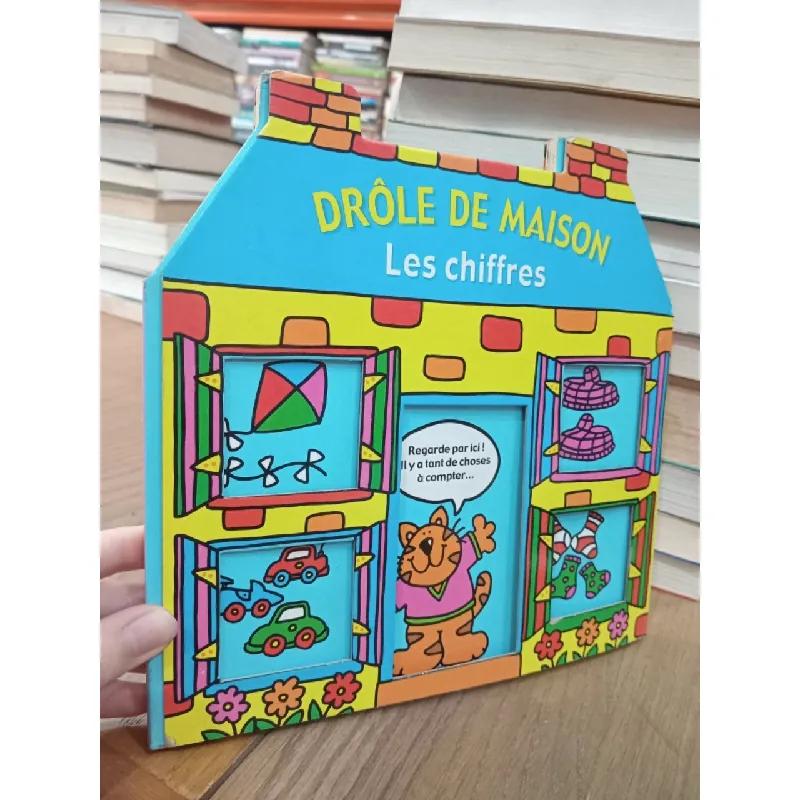 DRÔLE DE MAISON
Les chiffres
Regarde par ici !
Il y a tant de choses
à compter...